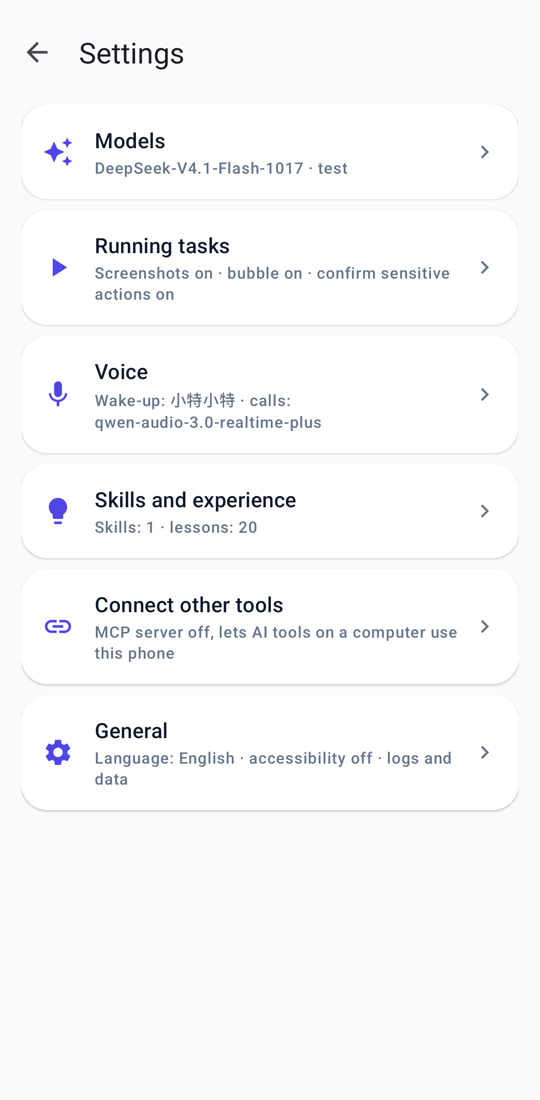 Settings
Models
DeepSeek-V4.1-Flash-1017 · test
Running tasks
Screenshots on · bubble on · confirm sensitive
actions on
Voice
Wake-up: 小特小特 · calls:
qwen-audio-3.0-realtime-plus
Skills and experience
Skills: 1 · lessons: 20
Connect other tools
MCP server off, lets AI tools on a computer use
this phone
General
Language: English · accessibility off · logs and
data